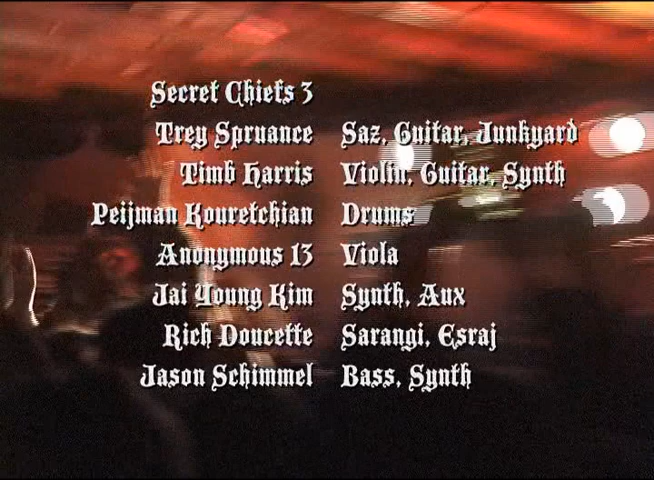 Secret Chiefs 3
Trey Spruance Saz, Guitar, Junkyard
Timb Harris Violin, Guitar, Synth
Peijman Kouretchian Drums
Anonymous 13 Viola
Jai Young Kim Synth, Aux
Rich Doucette Sarangi, Esraj
Jason Schimmel Bass, Synth